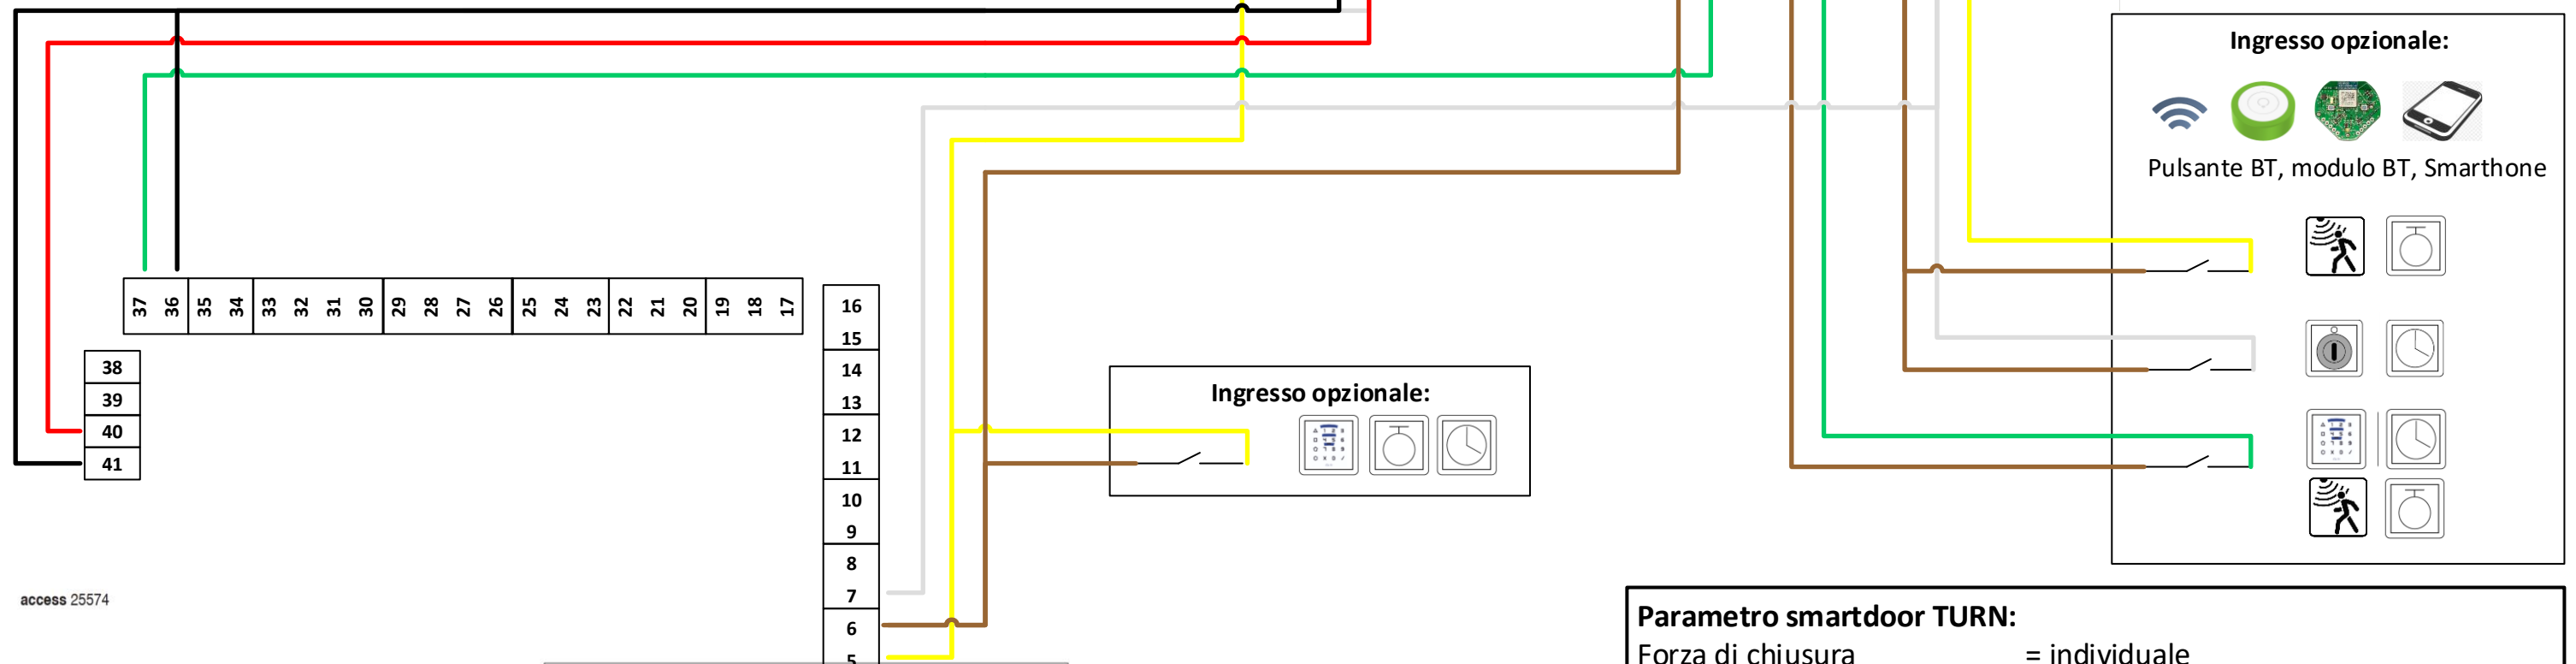 Ingresso opzionale:
Pulsante BT, modulo BT, Smarthone
37 36 35 34 33 32 31 30 29 28 27 26 25 24 23 22 21 20 19 18 17
16
15
14
13
12
11
10
9
8
7
6
5
38
39
40
41
Ingresso opzionale:
access 25574
Parametro smartdoor TURN:
Forza di chiusura = individuale